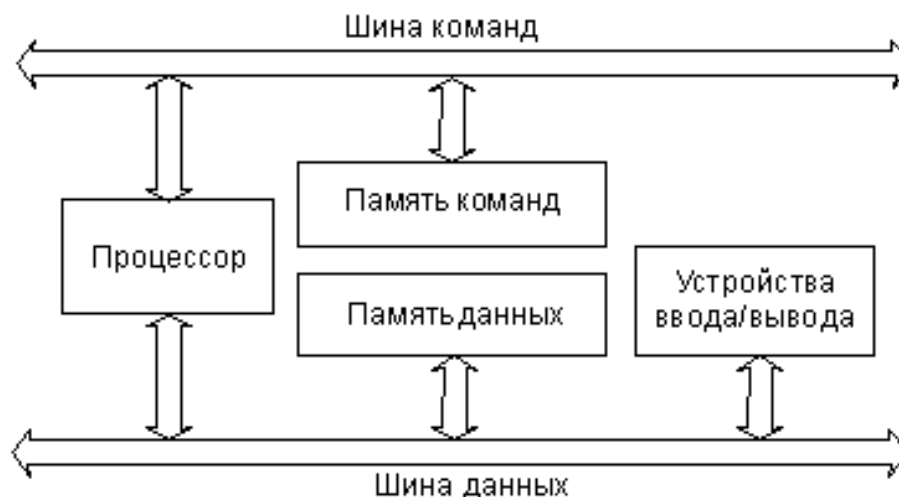 Шина команд
Память команд
Процессор
Память данных
Устройства
ввода/вывода
Шина данных